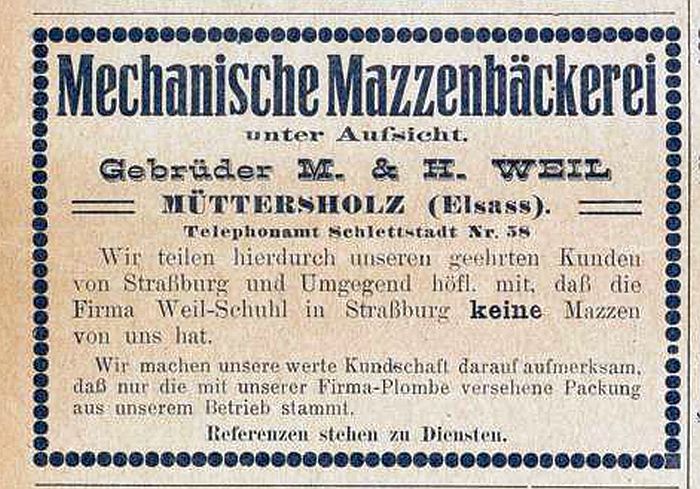 Mechanische Mazzenbäckerei
unter Aufsicht.
Gebrüder M. & H. WEIL
MÜTTERSHOLZ (Elsass).
Telephonamt Schlettstadt Nr. 58
Wir teilen hierdurch unseren geehrten Kunden
von Straßburg und Umgegend höfl. mit, daß die
Firma Weil-Schuhl in Straßburg keine Mazzen
von uns hat.
Wir machen unsere werte Kundschaft darauf aufmerksam,
daß nur die mit unserer Firma-Plombe versehene Packung
aus unserem Betrieb stammt.
Referenzen stehen zu Diensten.